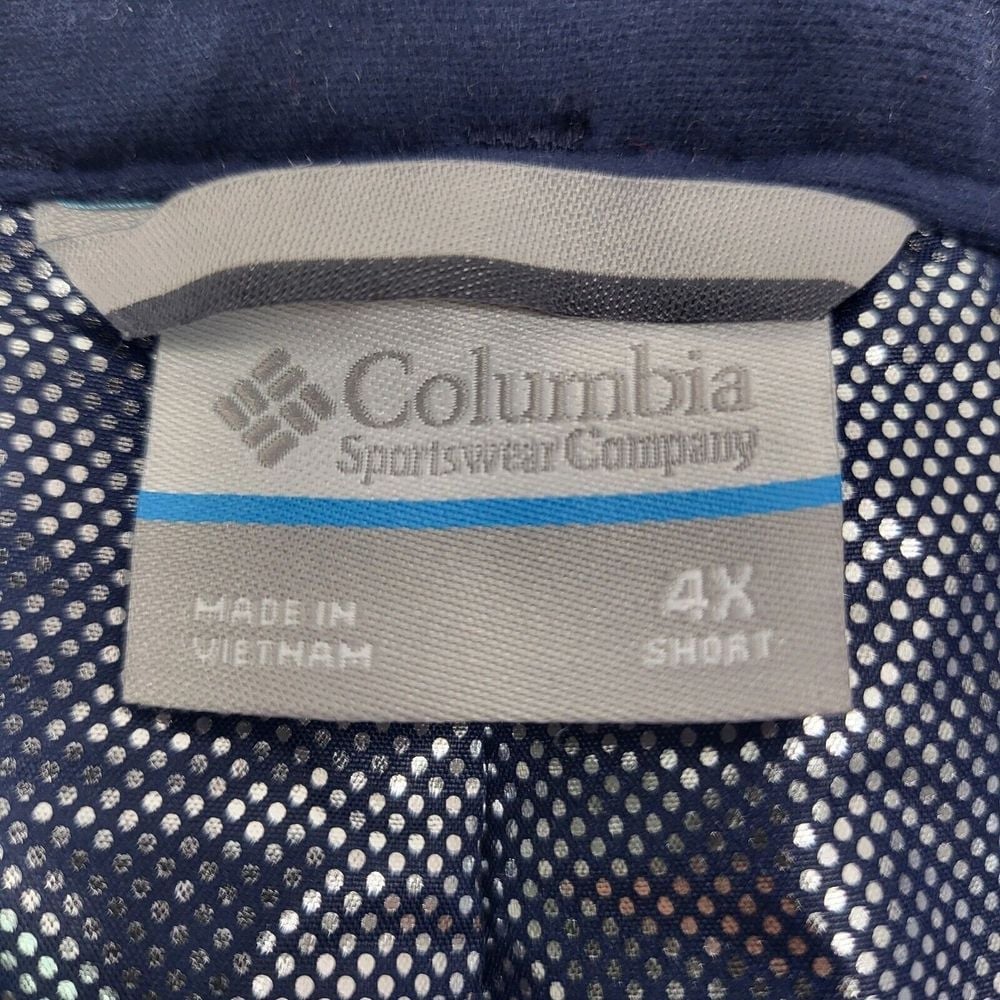 Columbia
Sportswear Company
MADE IN
VIETNAM
4X
SHORT